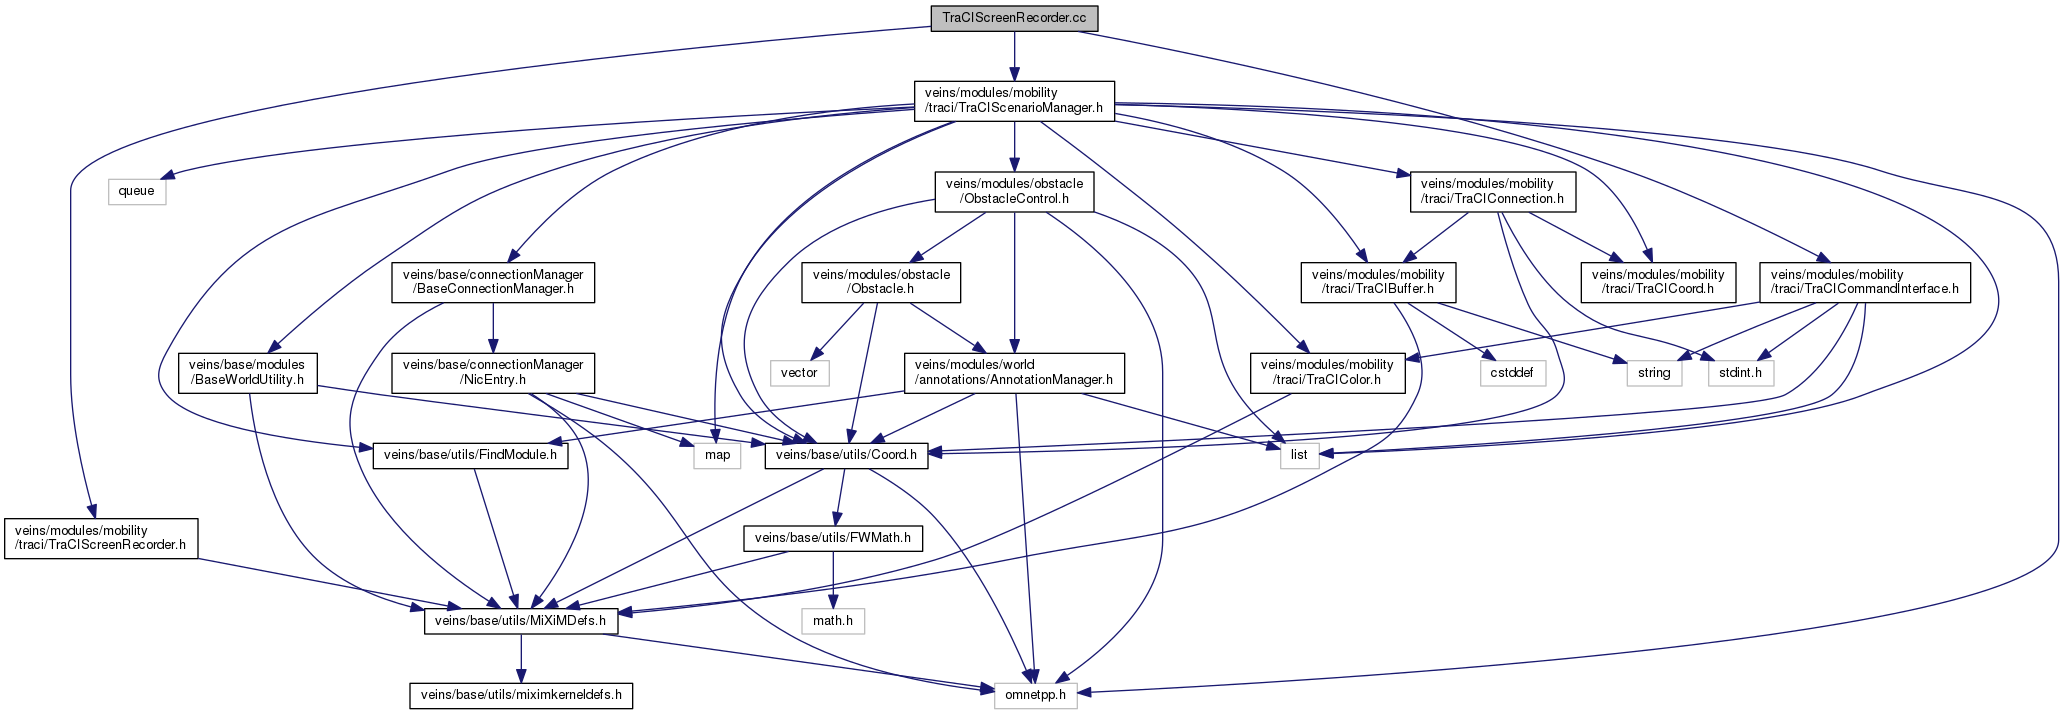 TraCIScreenRecorder.cc
veins/modules/mobility
/traci/TraCIScenarioManager.h
queue
veins/modules/obstacle
/ObstacleControl.h
veins/modules/mobility
/traci/TraCIConnection.h
veins/base/connectionManager
/BaseConnectionManager.h
veins/modules/obstacle
/Obstacle.h
veins/modules/mobility
/traci/TraCIBuffer.h
veins/modules/mobility
/traci/TraCICoord.h
veins/modules/mobility
/traci/TraCICommandInterface.h
veins/base/modules
/BaseWorldUtility.h
veins/base/connectionManager
/NicEntry.h
vector
veins/modules/world
/annotations/AnnotationManager.h
veins/modules/mobility
/traci/TraCIColor.h
cstddef
string
stdint.h
veins/base/utils/FindModule.h
map
veins/base/utils/Coord.h
list
veins/modules/mobility
/traci/TraCIScreenRecorder.h
veins/base/utils/FWMath.h
veins/base/utils/MiXiMDefs.h
math.h
veins/base/utils/miximkerneldefs.h
omnetpp.h